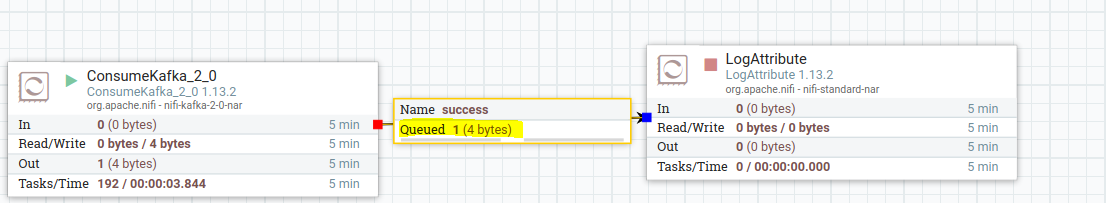 ConsumeKafka_2_0
ConsumeKafka_2_0 1.13.2
org.apache.nifi - nifi-kafka-2-0-nar
In 0 (0 bytes) 5 min
Read/Write 0 bytes / 4 bytes 5 min
Out 1 (4 bytes) 5 min
Tasks/Time 192 / 00:00:03.844 5 min
Name success
Queued 1 (4 bytes)
LogAttribute
LogAttribute 1.13.2
org.apache.nifi - nifi-standard-nar
In 0 (0 bytes) 5 min
Read/Write 0 bytes / 0 bytes 5 min
Out 0 (0 bytes) 5 min
Tasks/Time 0 / 00:00:00.000 5 min